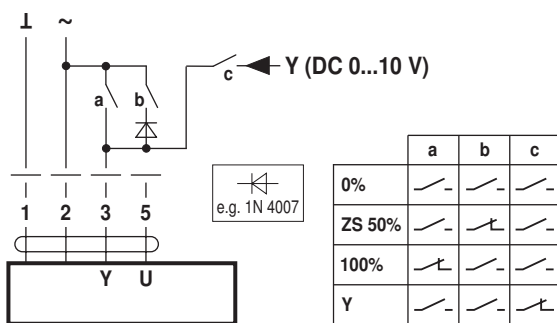 ⊥ ~
a b c Y (DC 0...10 V)
1 2 3 5
Y U
e.g. 1N 4007
a b c
0%
ZS 50%
100%
Y